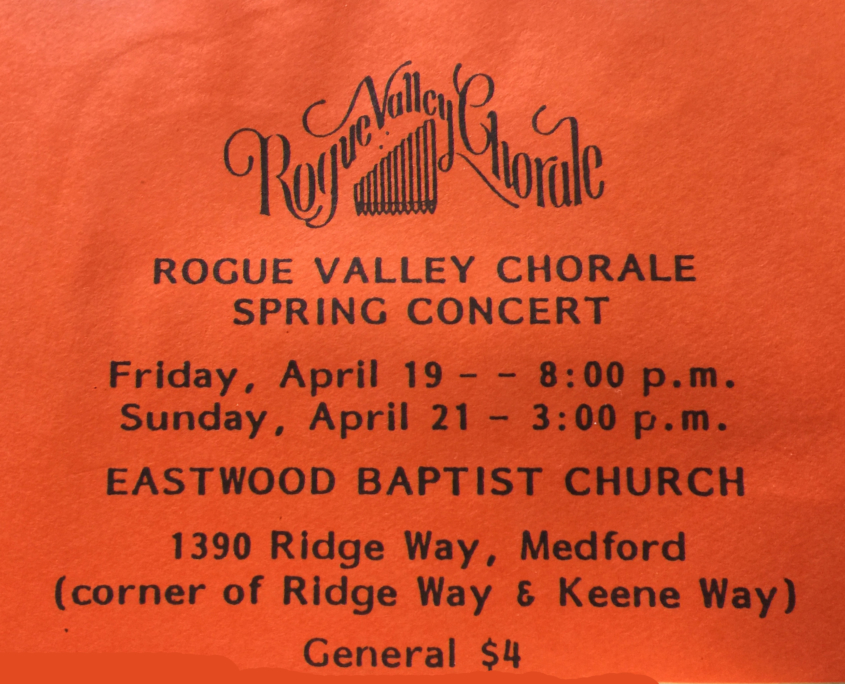 Rogue Valley Chorale
ROGUE VALLEY CHORALE
SPRING CONCERT
Friday, April 19 - - 8:00 p.m.
Sunday, April 21 - 3:00 p.m.
EASTWOOD BAPTIST CHURCH
1390 Ridge Way, Medford
(corner of Ridge Way & Keene Way)
General $4